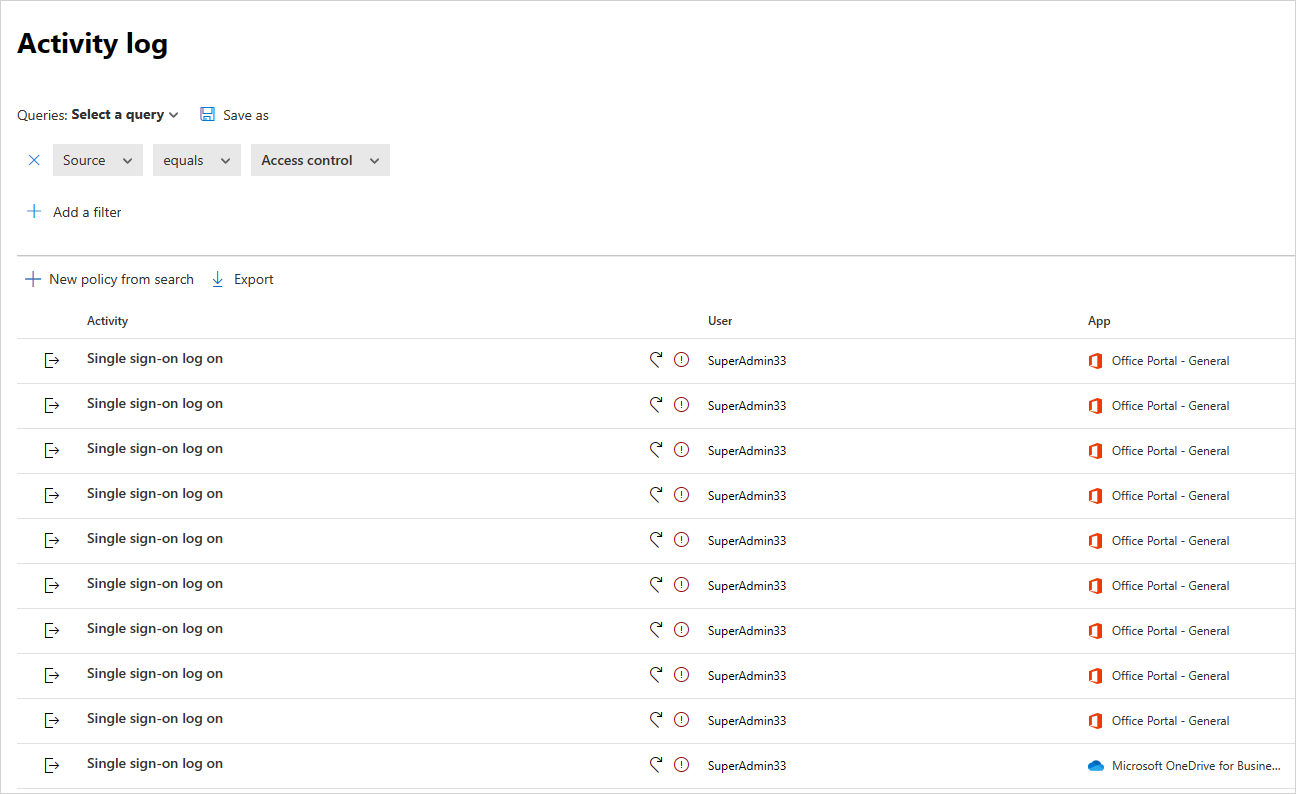 Activity log
Queries: Select a query Save as
Source equals Access control
Add a filter
New policy from search Export
Activity User App
Single sign-on log on SuperAdmin33 Office Portal - General
Single sign-on log on SuperAdmin33 Office Portal - General
Single sign-on log on SuperAdmin33 Office Portal - General
Single sign-on log on SuperAdmin33 Office Portal - General
Single sign-on log on SuperAdmin33 Office Portal - General
Single sign-on log on SuperAdmin33 Office Portal - General
Single sign-on log on SuperAdmin33 Office Portal - General
Single sign-on log on SuperAdmin33 Office Portal - General
Single sign-on log on SuperAdmin33 Office Portal - General
Single sign-on log on SuperAdmin33 Microsoft OneDrive for Busine...